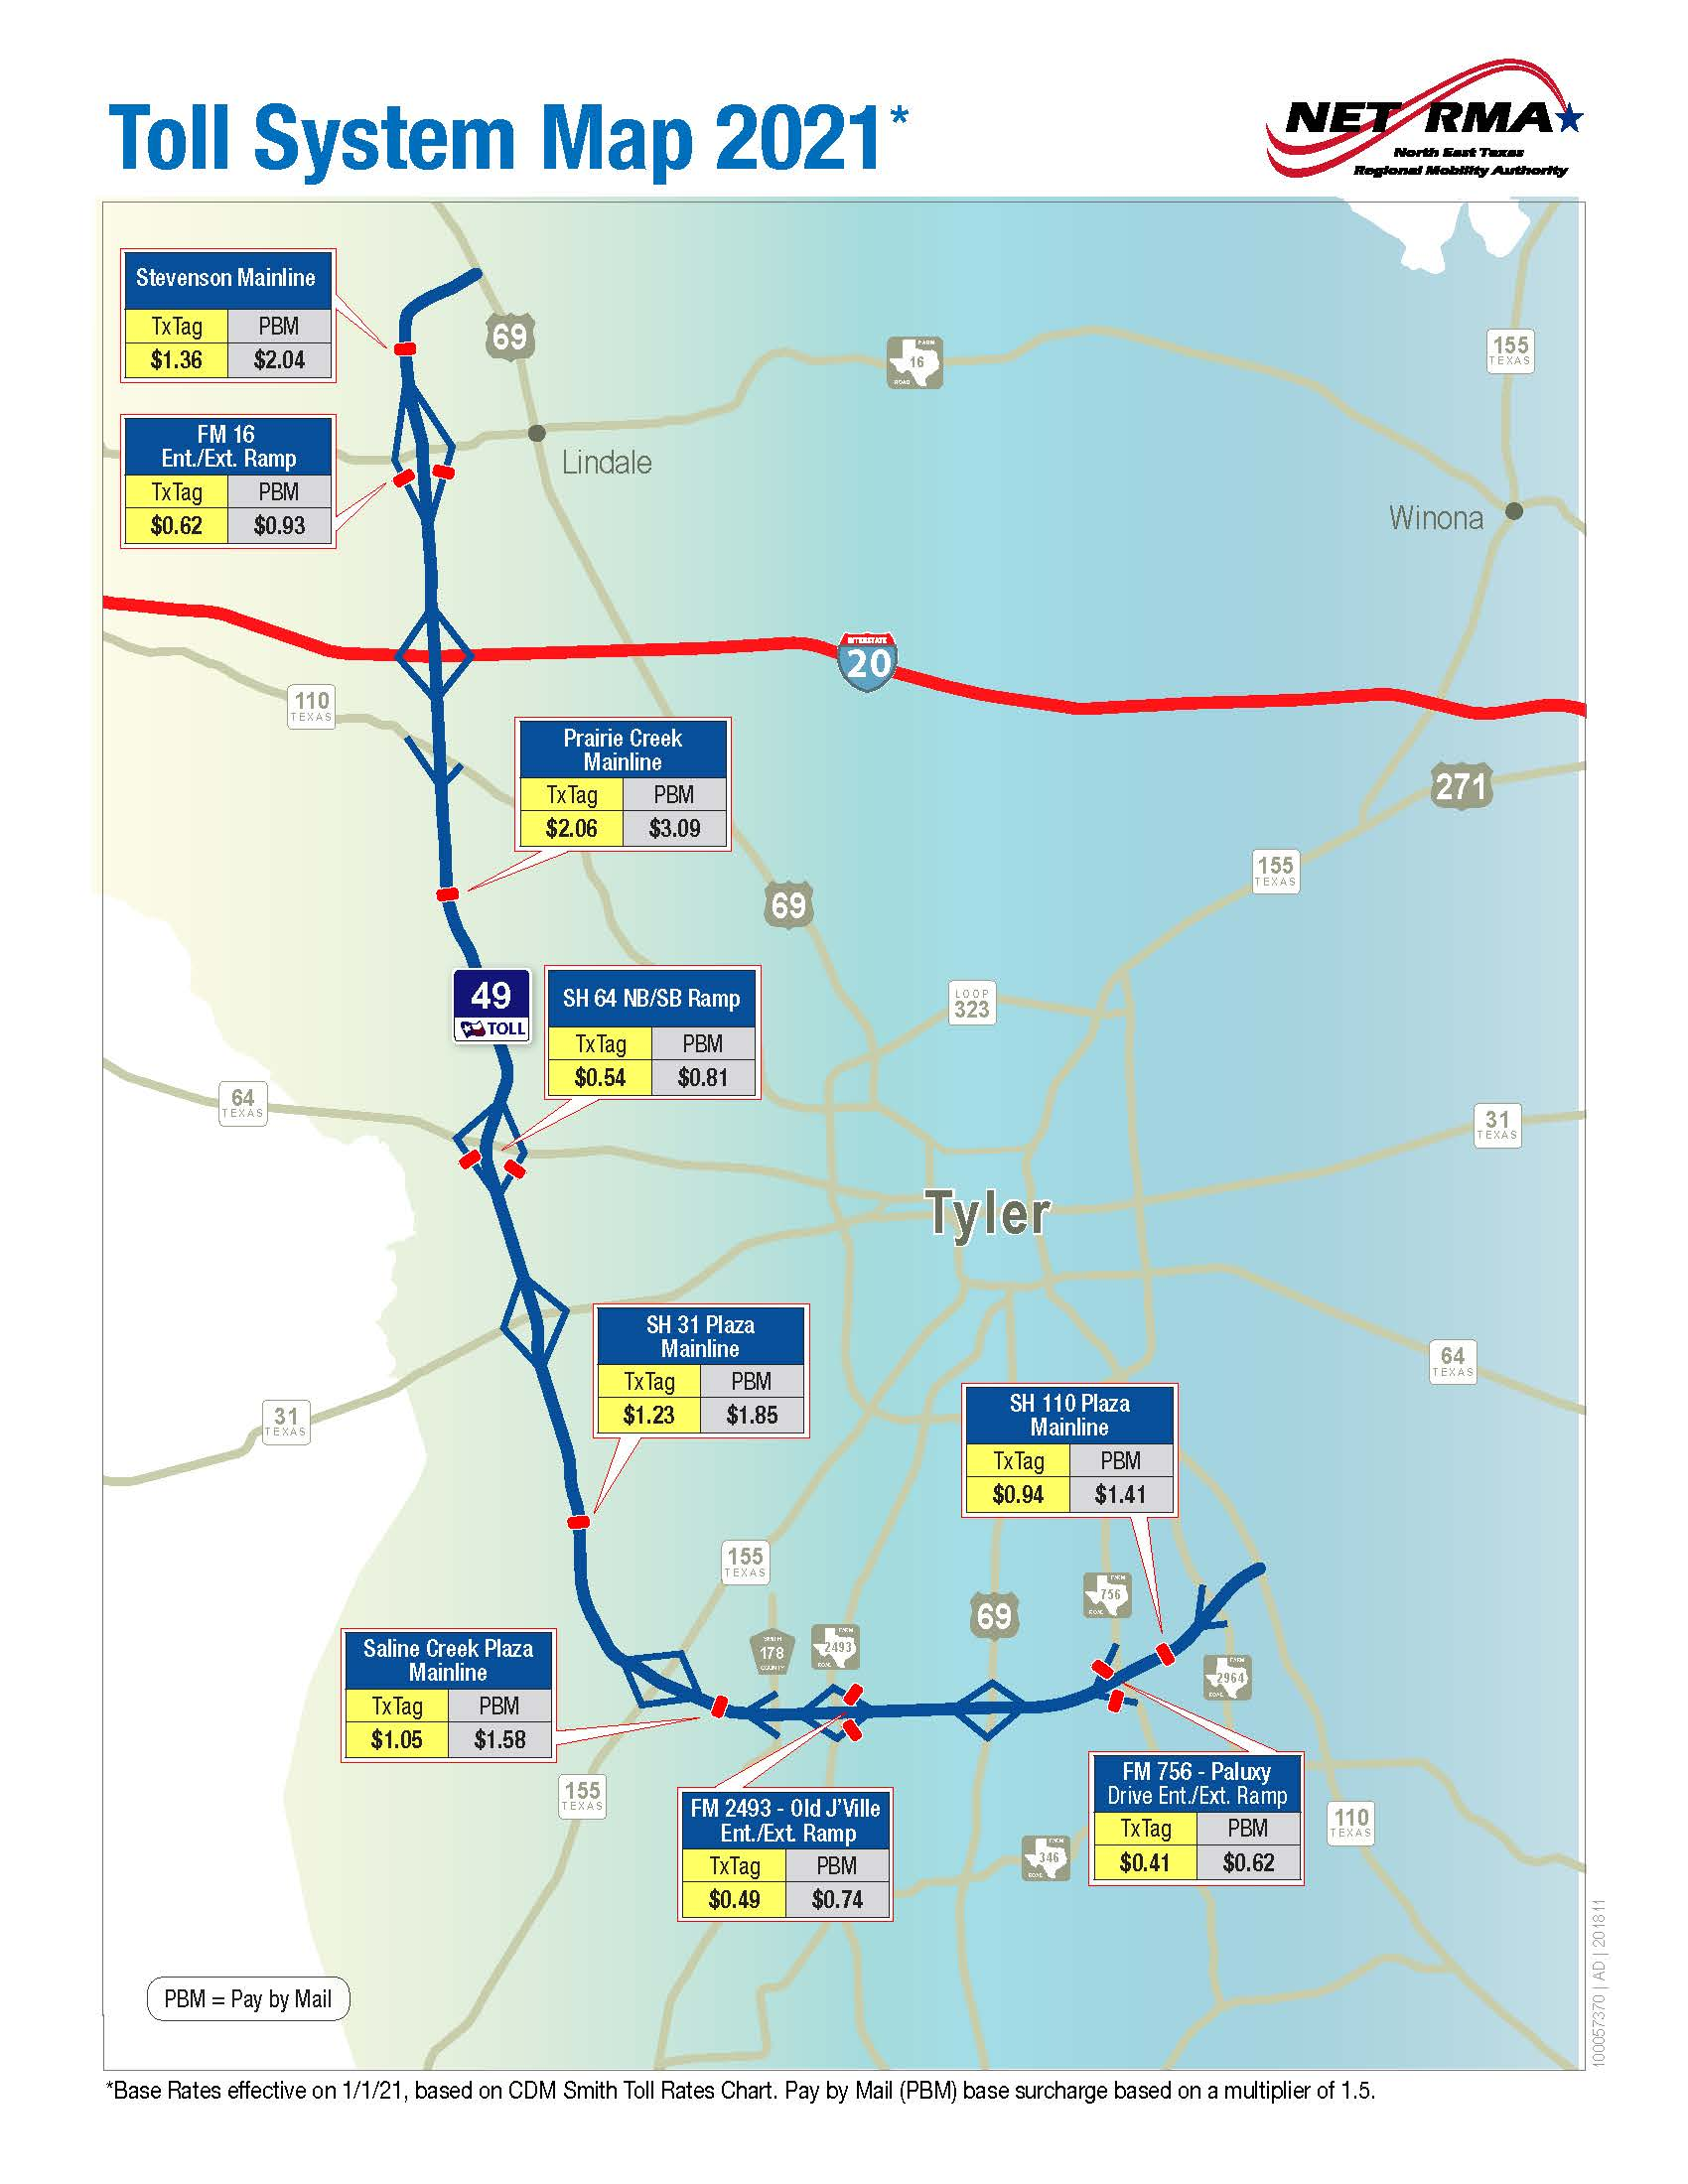 Toll System Map 2021*
NET RMA
North East Texas
Regional Mobility Authority
Stevenson Mainline
TxTag PBM
$1.36 $2.04
69
16
155
TEXAS
FM 16
Ent./Ext. Ramp
TxTag PBM
$0.62 $0.93
Lindale
Winona
INTERSTATE
20
110
TEXAS
Prairie Creek
Mainline
TxTag PBM
$2.06 $3.09
271
155
TEXAS
69
49
TOLL
SH 64 NB/SB Ramp
TxTag PBM
$0.54 $0.81
LOOP
323
64
TEXAS
31
TEXAS
Tyler
SH 31 Plaza
Mainline
TxTag PBM
$1.23 $1.85
64
TEXAS
31
TEXAS
SH 110 Plaza
Mainline
TxTag PBM
$0.94 $1.41
155
TEXAS
756
69
178
COUNTY
2493
2964
Saline Creek Plaza
Mainline
TxTag PBM
$1.05 $1.58
155
TEXAS
FM 2493 - Old J'Ville
Ent./Ext. Ramp
TxTag PBM
$0.49 $0.74
FM 756 - Paluxy
Drive Ent./Ext. Ramp
TxTag PBM
$0.41 $0.62
110
TEXAS
346
PBM = Pay by Mail
100057370 | AD | 201811
*Base Rates effective on 1/1/21, based on CDM Smith Toll Rates Chart. Pay by Mail (PBM) base surcharge based on a multiplier of 1.5.